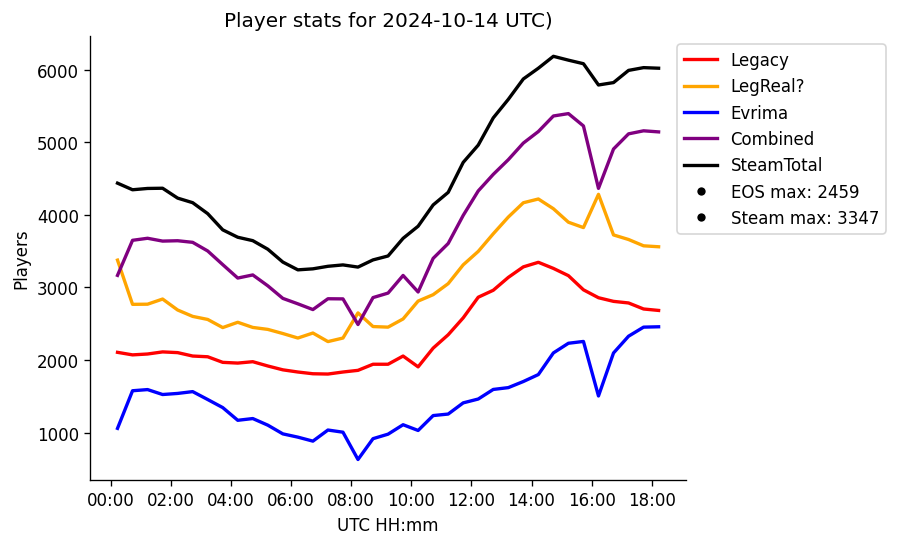 Player stats for 2024-10-14 UTC)
Players
6000
5000
4000
3000
2000
1000
00:00 02:00 04:00 06:00 08:00 10:00 12:00 14:00 16:00 18:00
UTC HH:mm
Legacy
LegReal?
Evrima
Combined
SteamTotal
EOS max: 2459
Steam max: 3347